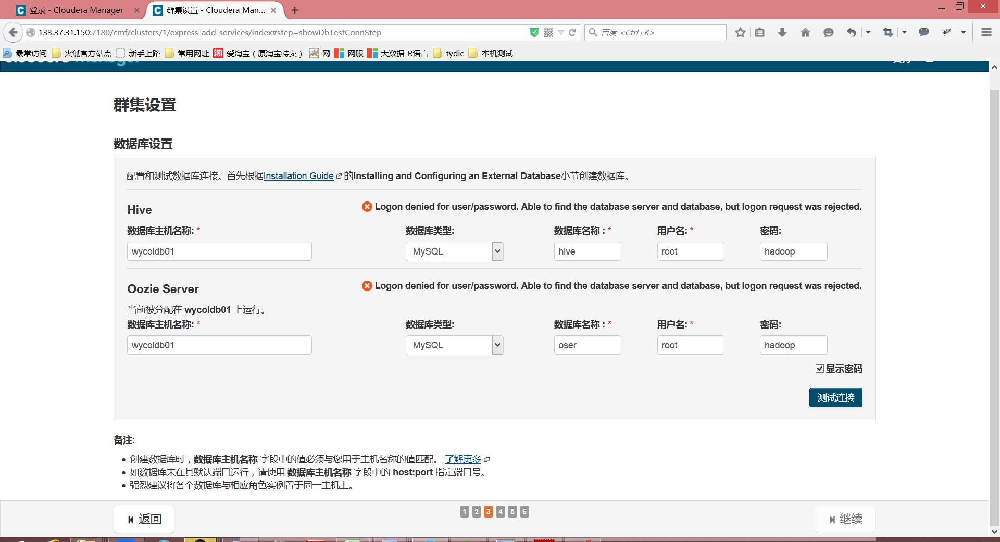 登录 - Cloudera Manager
群集设置 - Cloudera Man...
133.37.31.150:7180/cmf/clusters/1/express-add-services/index#step=showDbTestConnStep
百度 <Ctrl+K>
最常访问 火狐官方站点 新手上路 常用网址 爱淘宝（原淘宝特卖） 网 网服 大数据-R语言 tydic 本机测试
群集设置
数据库设置
配置和测试数据库连接。首先根据Installation Guide 的Installing and Configuring an External Database小节创建数据库。
Hive
Logon denied for user/password. Able to find the database server and database, but logon request was rejected.
数据库主机名称: * 数据库类型: 数据库名称 : * 用户名: * 密码:
wycoldb01 MySQL hive root hadoop
Oozie Server
Logon denied for user/password. Able to find the database server and database, but logon request was rejected.
当前被分配在 wycoldb01 上运行。
数据库主机名称: * 数据库类型: 数据库名称 : * 用户名: * 密码:
wycoldb01 MySQL oser root hadoop
显示密码
测试连接
备注:
• 创建数据库时，数据库主机名称 字段中的值必须与您用于主机名称的值匹配。 了解更多
• 如数据库未在其默认端口运行，请使用 数据库主机名称 字段中的 host:port 指定端口号。
• 强烈建议将各个数据库与相应角色实例置于同一主机上。
返回
1 2 3 4 5 6
继续